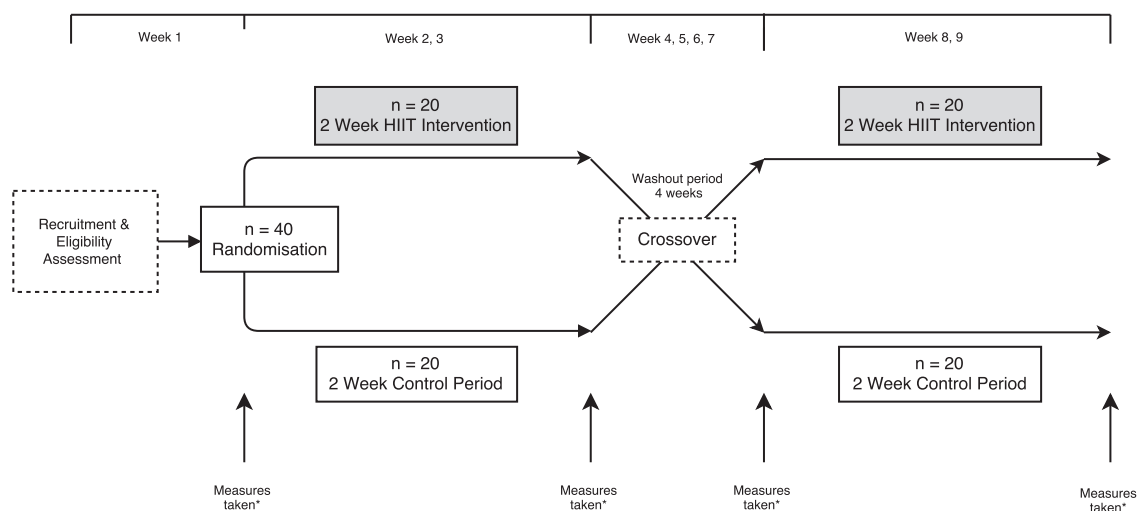 Week 1
Week 2, 3
Week 4, 5, 6, 7
Week 8, 9
n = 20
2 Week HIIT Intervention
n = 20
2 Week HIIT Intervention
Washout period
4 weeks
Recruitment &
Eligibility
Assessment
n = 40
Randomisation
Crossover
n = 20
2 Week Control Period
n = 20
2 Week Control Period
Measures
taken*
Measures
taken*
Measures
taken*
Measures
taken*